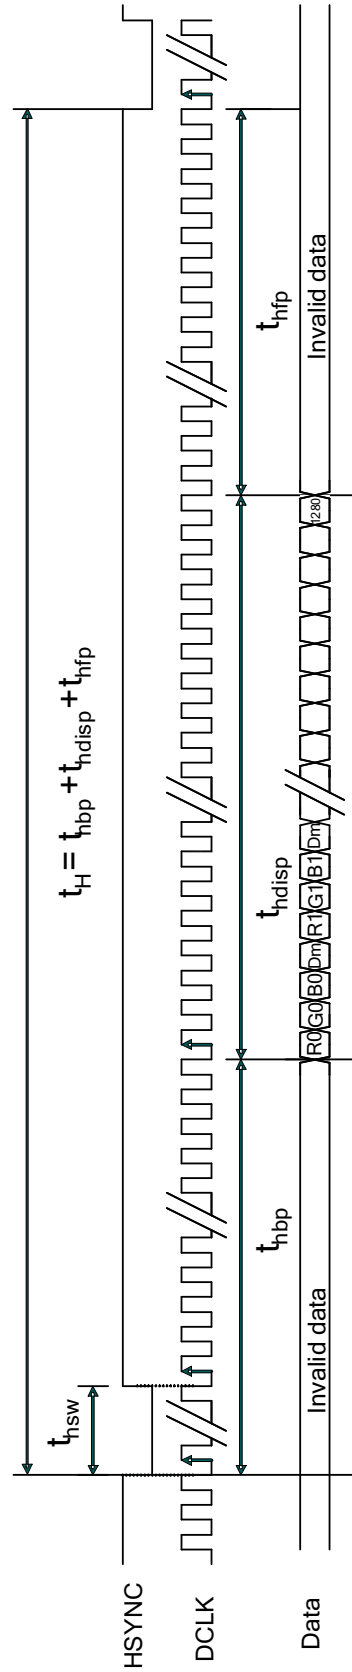 t_H = t_hbp + t_hdisp + t_hfp
t_hsw
HSYNC
DCLK
t_hbp
t_hdisp
t_hfp
Data
Invalid data
R0 G0 B0 Dm R1 G1 B1 Dm
1280
Invalid data